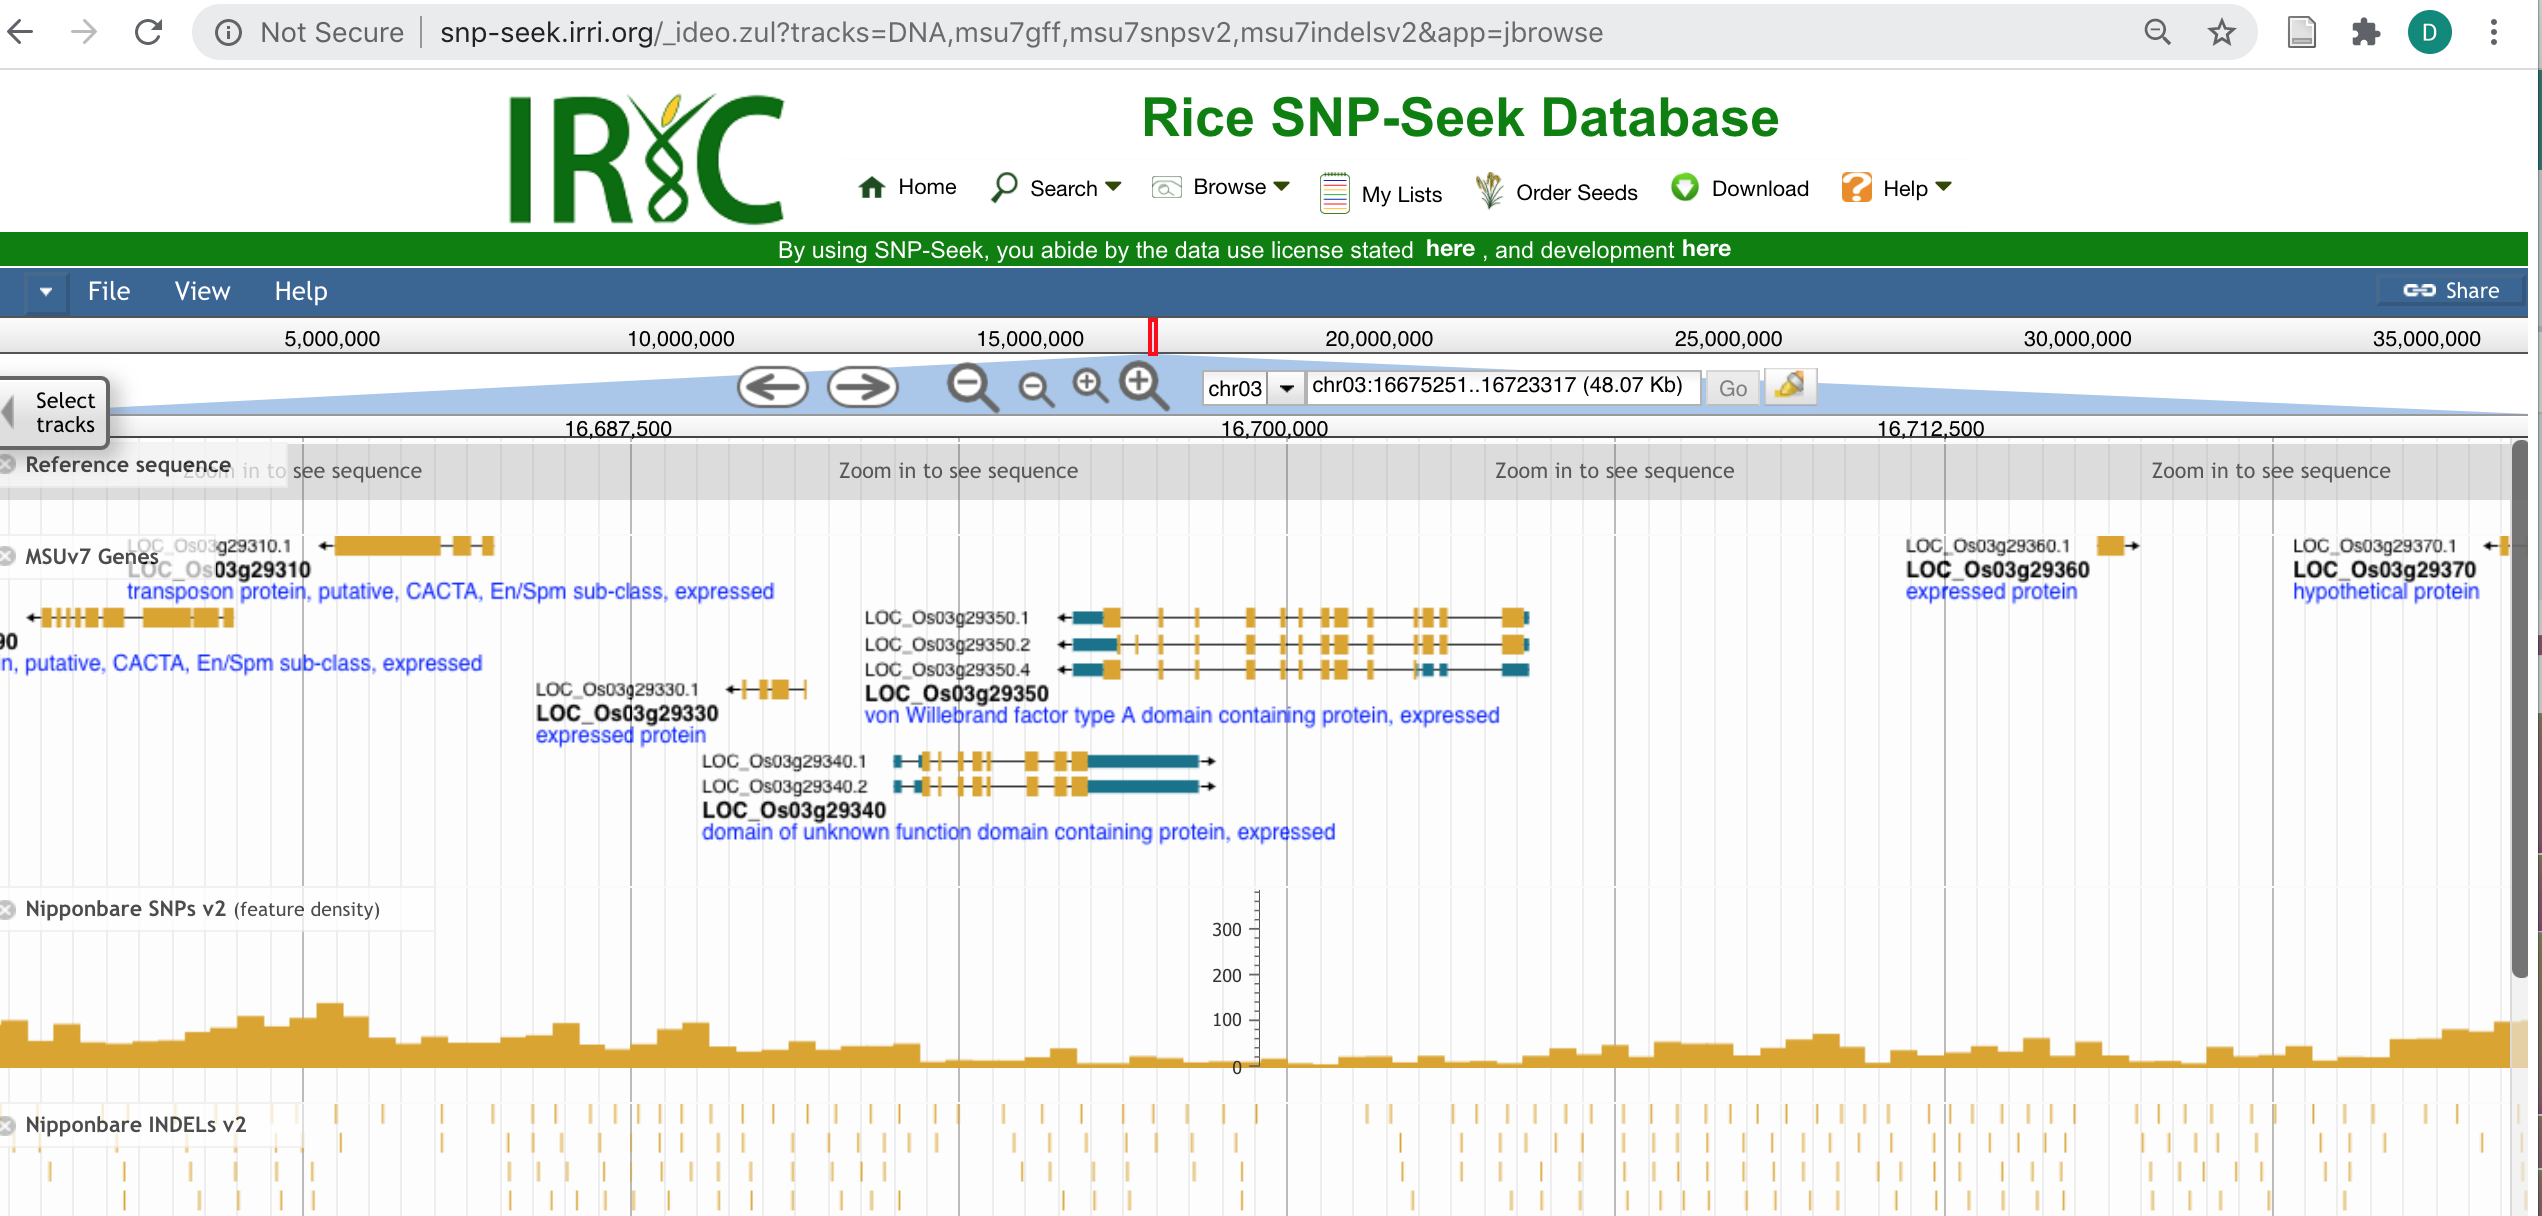 Not Secure snp-seek.irri.org/_ideo.zul?tracks=DNA,msu7gff,msu7snpsv2,msu7indelsv2&app=jbrowse
D
IRIC
Rice SNP-Seek Database
Home Search Browse My Lists Order Seeds Download Help
By using SNP-Seek, you abide by the data use license stated here , and development here
File View Help Share
5,000,000 10,000,000 15,000,000 20,000,000 25,000,000 30,000,000 35,000,000
Select tracks
chr03 chr03:16675251..16723317 (48.07 Kb) Go
16,687,500 16,700,000 16,712,500
Reference sequence
Zoom in to see sequence Zoom in to see sequence Zoom in to see sequence Zoom in to see sequence
MSUv7 Genes
LOC_Os03g29310.1 LOC_Os03g29360.1 LOC_Os03g29370.1
LOC_Os03g29310 LOC_Os03g29360 LOC_Os03g29370
transposon protein, putative, CACTA, En/Spm sub-class, expressed expressed protein hypothetical protein
LOC_Os03g29350.1
90 LOC_Os03g29350.2
n, putative, CACTA, En/Spm sub-class, expressed LOC_Os03g29350.4
LOC_Os03g29330.1 LOC_Os03g29350
LOC_Os03g29330 von Willebrand factor type A domain containing protein, expressed
expressed protein
LOC_Os03g29340.1
LOC_Os03g29340.2
LOC_Os03g29340
domain of unknown function domain containing protein, expressed
Nipponbare SNPs v2 (feature density)
300
200
100
0
Nipponbare INDELs v2